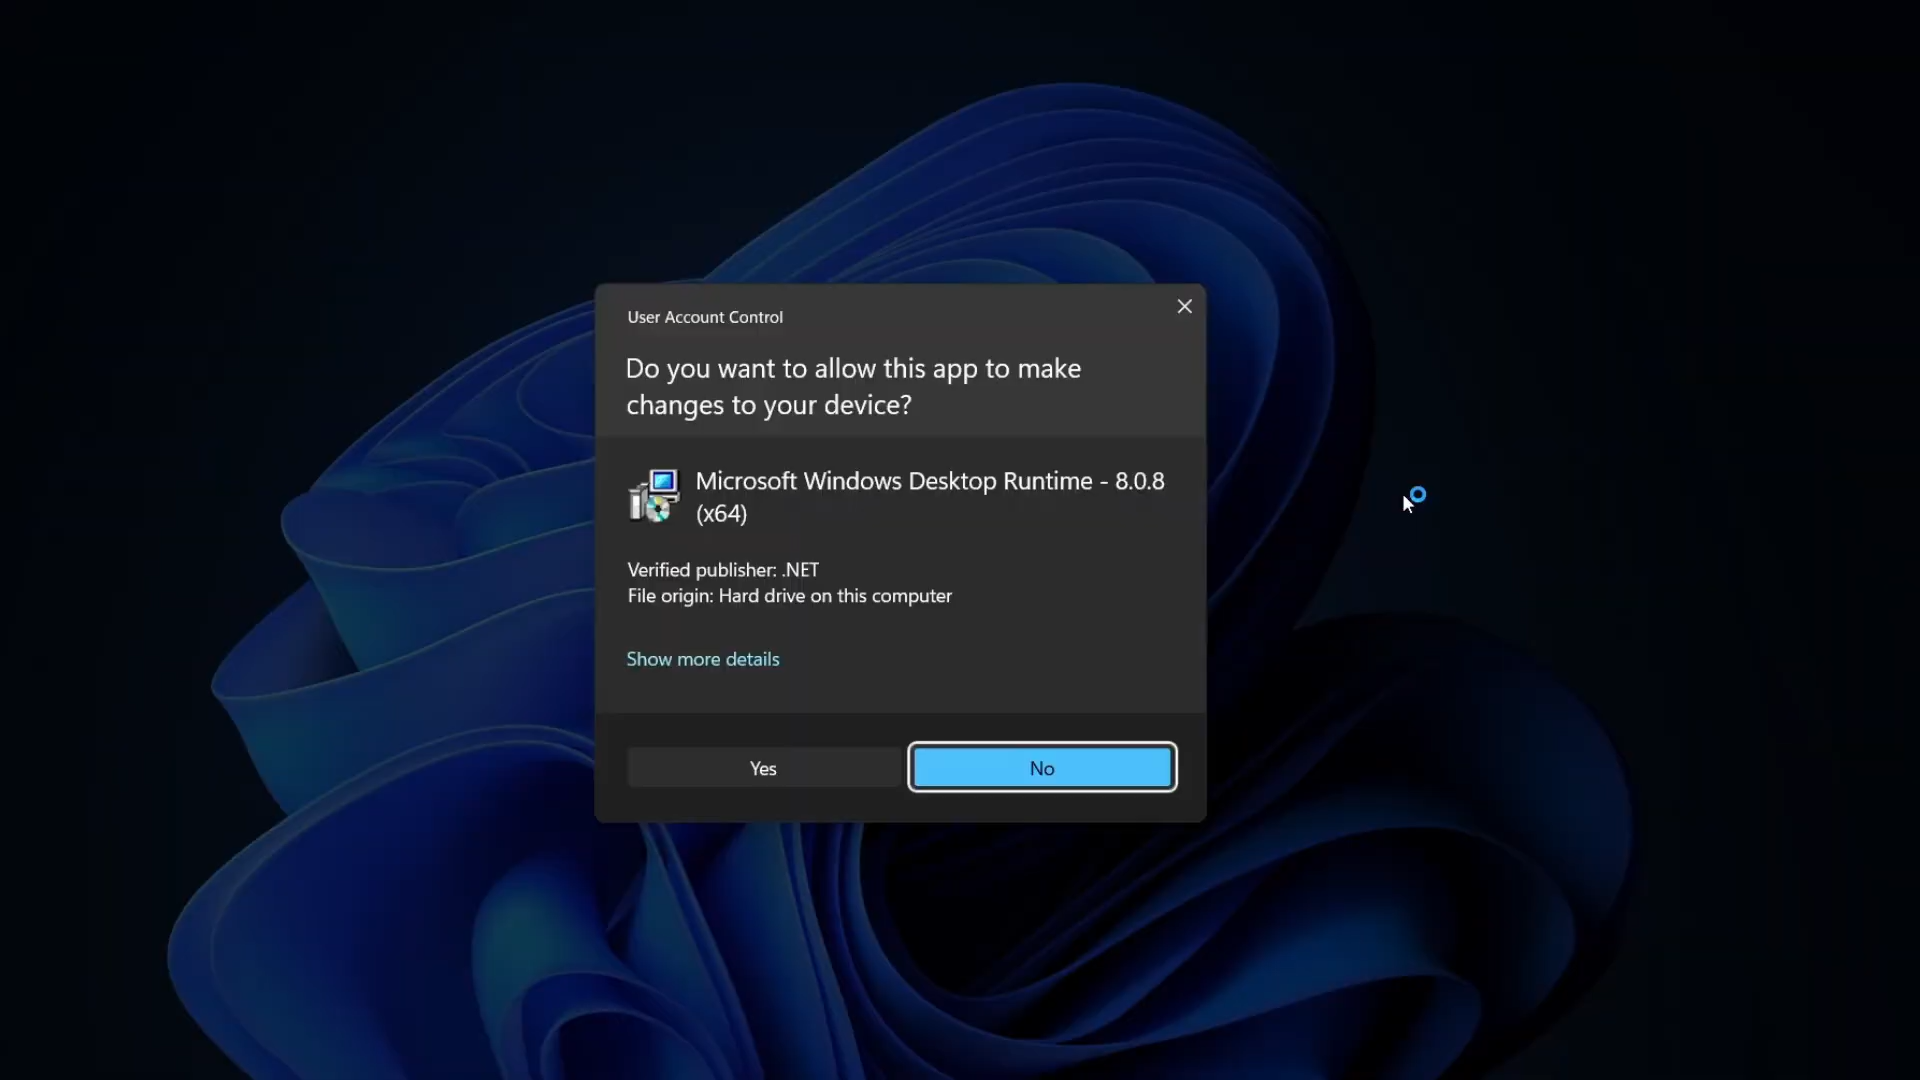 User Account Control
Do you want to allow this app to make
changes to your device?
Microsoft Windows Desktop Runtime - 8.0.8
(x64)
Verified publisher: .NET
File origin: Hard drive on this computer
Show more details
Yes
No